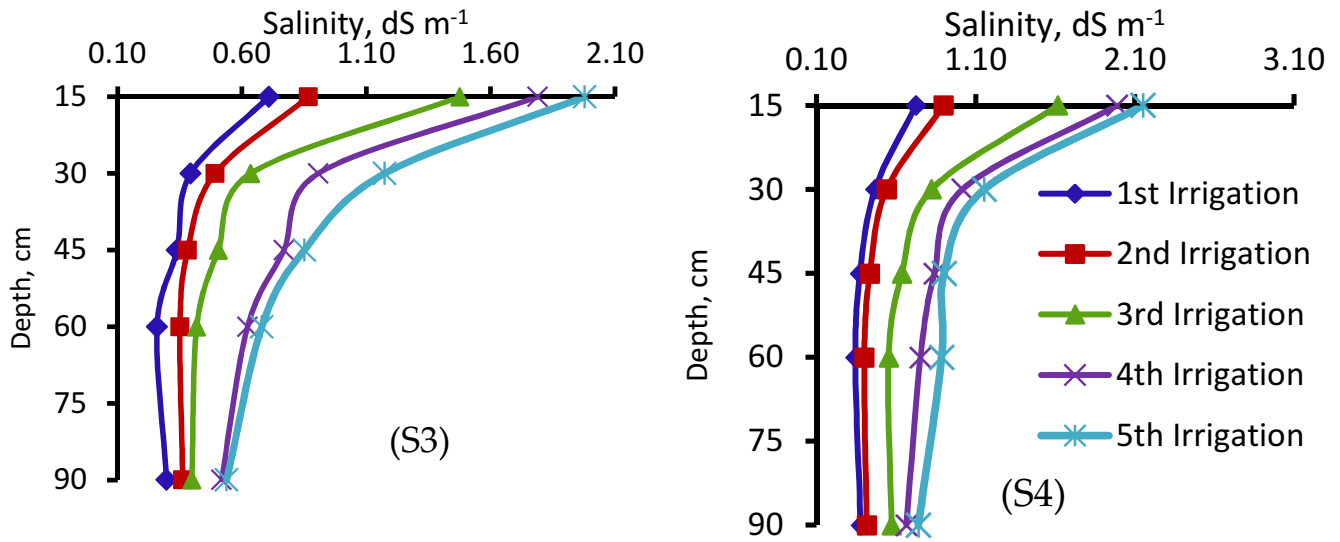 Salinity, dS m-1
0.10 0.60 1.10 1.60 2.10
15
30
45
60
75
90
Depth, cm
(S3)
Salinity, dS m-1
0.10 1.10 2.10 3.10
15
30
45
60
75
90
Depth, cm
1st Irrigation
2nd Irrigation
3rd Irrigation
4th Irrigation
5th Irrigation
(S4)